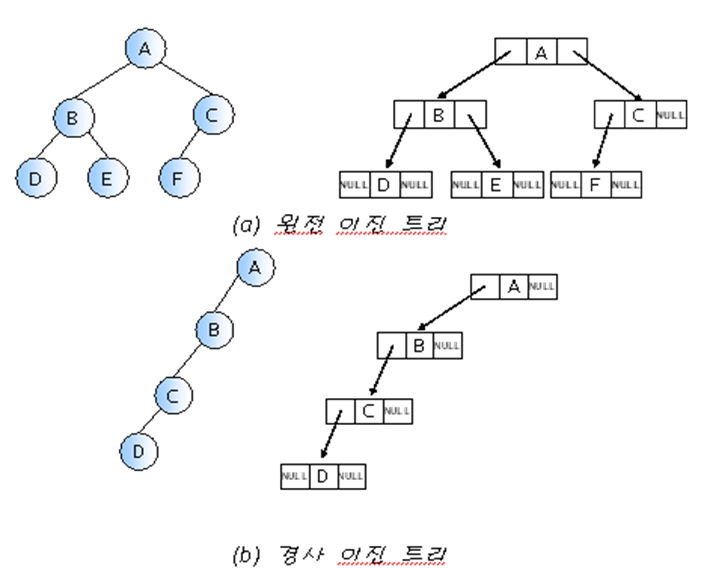 A A
B C B C NULL
D E F NULL D NULL NULL E NULL NULL F NULL
(a) 완전 이진 트리
A A NULL
B B NULL
C C NULL
D NULL D NULL
(b) 경사 이진 트리